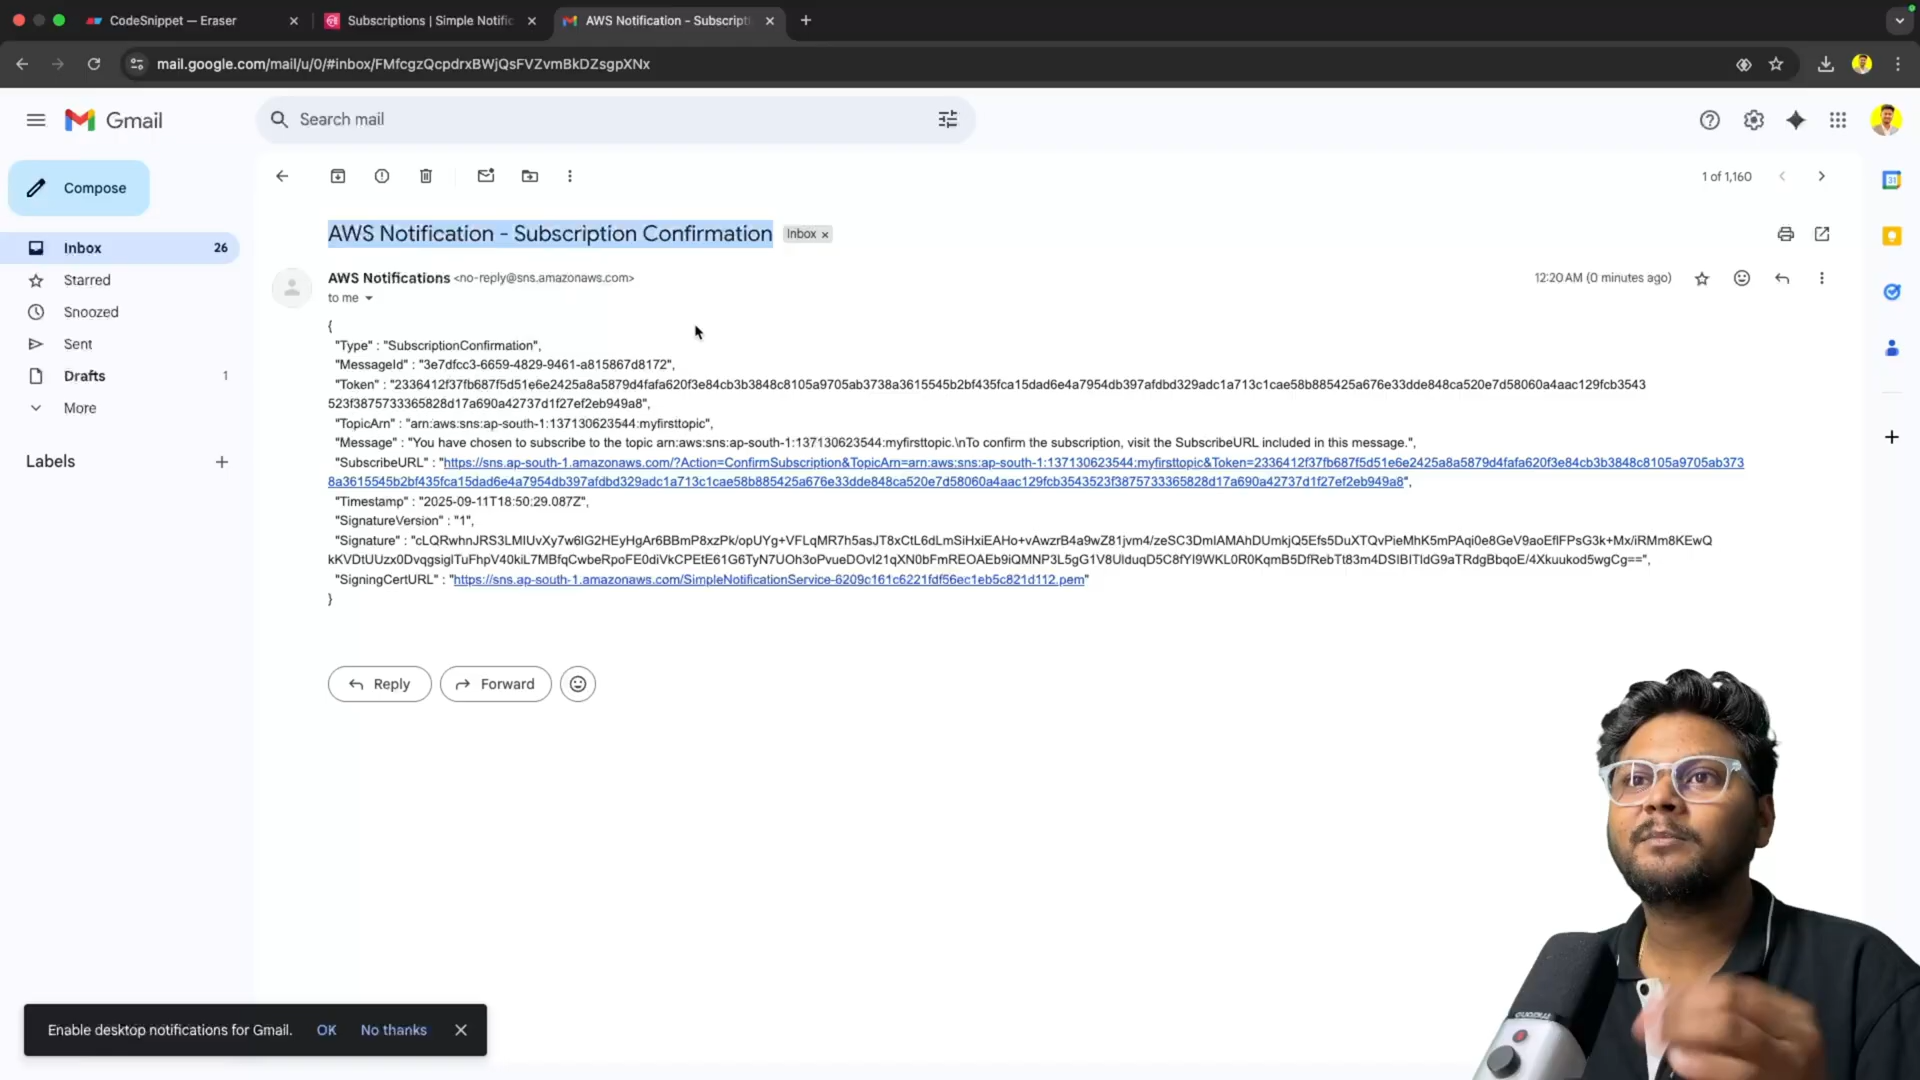 CodeSnippet — Eraser
Subscriptions | Simple Notific
AWS Notification - Subscripti
mail.google.com/mail/u/0/#inbox/FMfcgzQcpdrxBWjQsFVZvmBkDZsgpXNx
Gmail
Search mail
Compose
1 of 1,160
Inbox 26
Starred
Snoozed
Sent
Drafts 1
More
Labels
AWS Notification - Subscription Confirmation
Inbox x
AWS Notifications <no-reply@sns.amazonaws.com>
12:20 AM (0 minutes ago)
to me
{
"Type" : "SubscriptionConfirmation",
"MessageId" : "3e7dfcc3-6659-4829-9461-a815867d8172",
"Token" : "2336412f37fb687f5d51e6e2425a8a5879d4fafa620f3e84cb3b3848c8105a9705ab3738a3615545b2bf435fca15dad6e4a7954db397afdbd329adc1a713c1cae58b885425a676e33dde848ca520e7d58060a4aac129fcb3543
523f3875733365828d17a690a42737d1f27ef2eb949a8",
"TopicArn" : "arn:aws:sns:ap-south-1:137130623544:myfirsttopic",
"Message" : "You have chosen to subscribe to the topic arn:aws:sns:ap-south-1:137130623544:myfirsttopic.\nTo confirm the subscription, visit the SubscribeURL included in this message.",
"SubscribeURL" : "https://sns.ap-south-1.amazonaws.com/?Action=ConfirmSubscription&TopicArn=arn:aws:sns:ap-south-1:137130623544:myfirsttopic&Token=2336412f37fb687f5d51e6e2425a8a5879d4fafa620f3e84cb3b3848c8105a9705ab373
8a3615545b2bf435fca15dad6e4a7954db397afdbd329adc1a713c1cae58b885425a676e33dde848ca520e7d58060a4aac129fcb3543523f3875733365828d17a690a42737d1f27ef2eb949a8",
"Timestamp" : "2025-09-11T18:50:29.087Z",
"SignatureVersion" : "1",
"Signature" :
"SigningCertURL" : "https://sns.ap-south-1.amazonaws.com/SimpleNotificationService-6209c161c6221fdf56ec1eb5c821d112.pem"
}
Reply
Forward
Enable desktop notifications for Gmail. OK No thanks